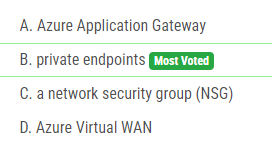 A. Azure Application Gateway
B. private endpoints Most Voted
C. a network security group (NSG)
D. Azure Virtual WAN